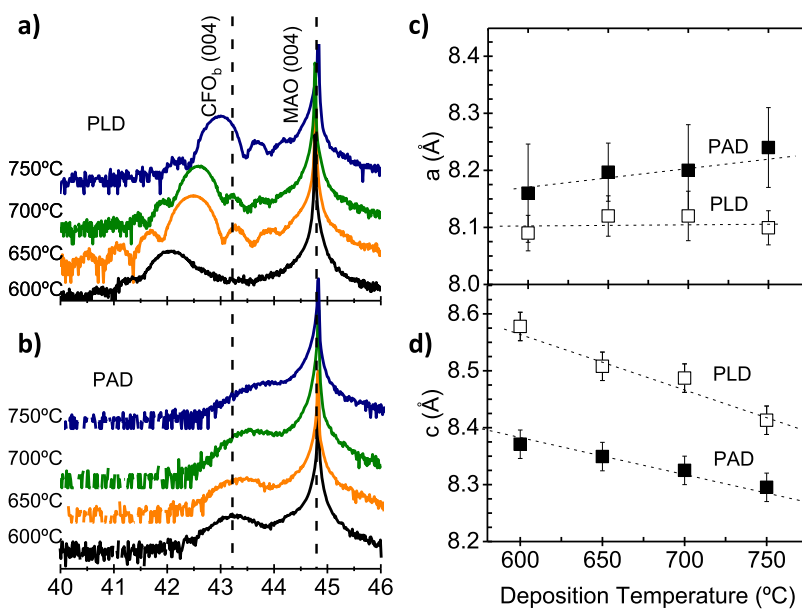 a)
CFOb (004)
MAO (004)
PLD
750ºC
700ºC
650ºC
600ºC
b)
PAD
750ºC
700ºC
650ºC
600ºC
40 41 42 43 44 45 46
c)
8.4
8.3
8.2
8.1
8.0
a (Å)
PAD
PLD
d)
8.6
8.5
8.4
8.3
8.2
c (Å)
PLD
PAD
600 650 700 750
Deposition Temperature (ºC)